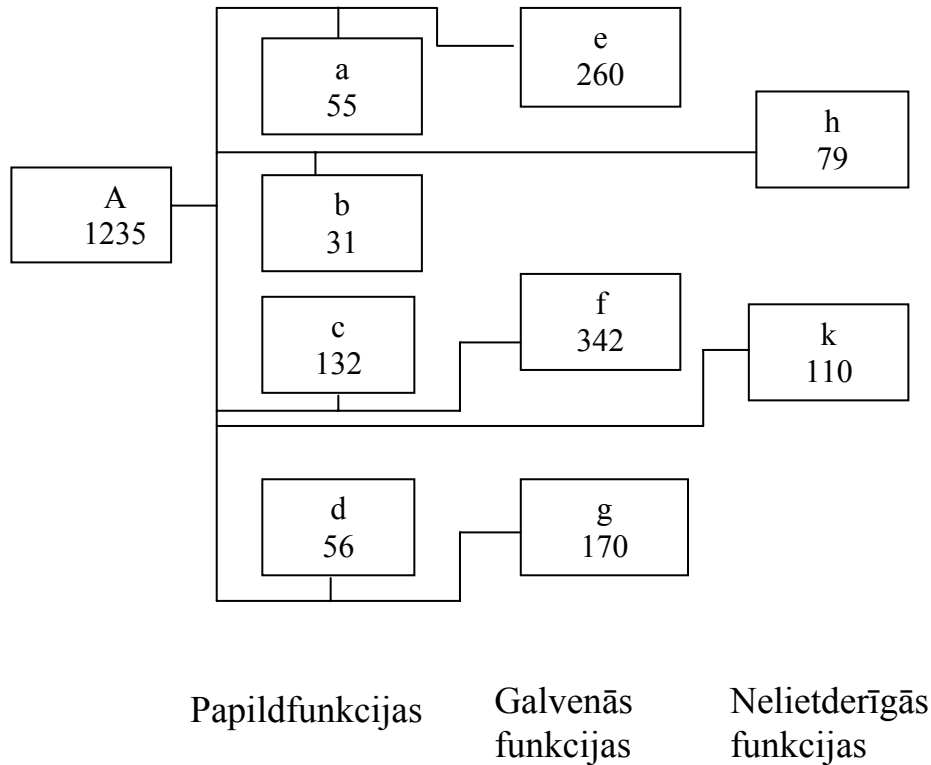 a
55
e
260
h
79
A
1235
b
31
c
132
f
342
k
110
d
56
g
170
Papildfunkcijas
Galvenās
funkcijas
Nelietderīgās
funkcijas